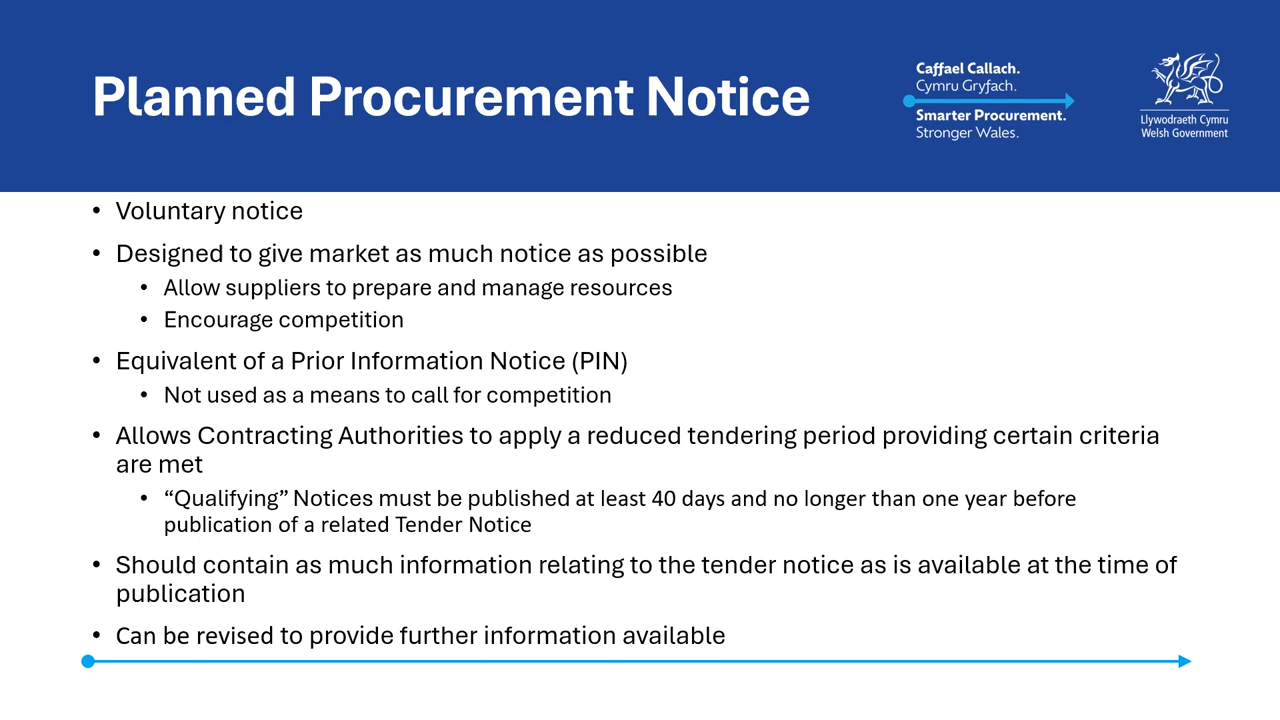 Planned Procurement Notice
Caffael Callach.
Cymru Gryfach.
Smarter Procurement.
Stronger Wales.
Llywodraeth Cymru
Welsh Government
• Voluntary notice
• Designed to give market as much notice as possible
• Allow suppliers to prepare and manage resources
• Encourage competition
• Equivalent of a Prior Information Notice (PIN)
• Not used as a means to call for competition
• Allows Contracting Authorities to apply a reduced tendering period providing certain criteria
are met
• “Qualifying” Notices must be published at least 40 days and no longer than one year before
publication of a related Tender Notice
• Should contain as much information relating to the tender notice as is available at the time of
publication
• Can be revised to provide further information available